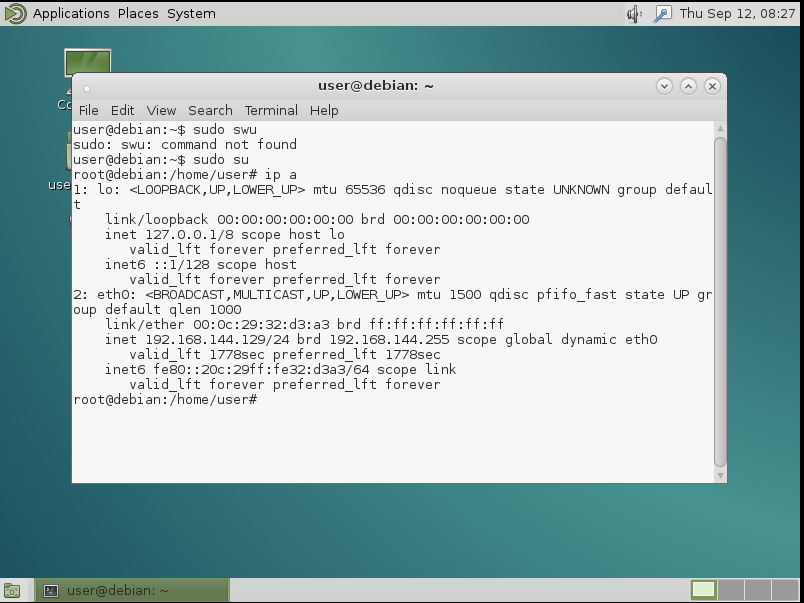 Applications Places System
Thu Sep 12, 08:27
user@debian: ~
File Edit View Search Terminal Help
user@debian:~$ sudo swu
sudo: swu: command not found
user@debian:~$ sudo su
root@debian:/home/user# ip a
1: lo: <LOOPBACK,UP,LOWER_UP> mtu 65536 qdisc noqueue state UNKNOWN group defaul
t
link/loopback 00:00:00:00:00:00 brd 00:00:00:00:00:00
inet 127.0.0.1/8 scope host lo
valid_lft forever preferred_lft forever
inet6 ::1/128 scope host
valid_lft forever preferred_lft forever
2: eth0: <BROADCAST,MULTICAST,UP,LOWER_UP> mtu 1500 qdisc pfifo_fast state UP gr
oup default qlen 1000
link/ether 00:0c:29:32:d3:a3 brd ff:ff:ff:ff:ff:ff
inet 192.168.144.129/24 brd 192.168.144.255 scope global dynamic eth0
valid_lft 1778sec preferred_lft 1778sec
inet6 fe80::20c:29ff:fe32:d3a3/64 scope link
valid_lft forever preferred_lft forever
root@debian:/home/user#
user@debian: ~